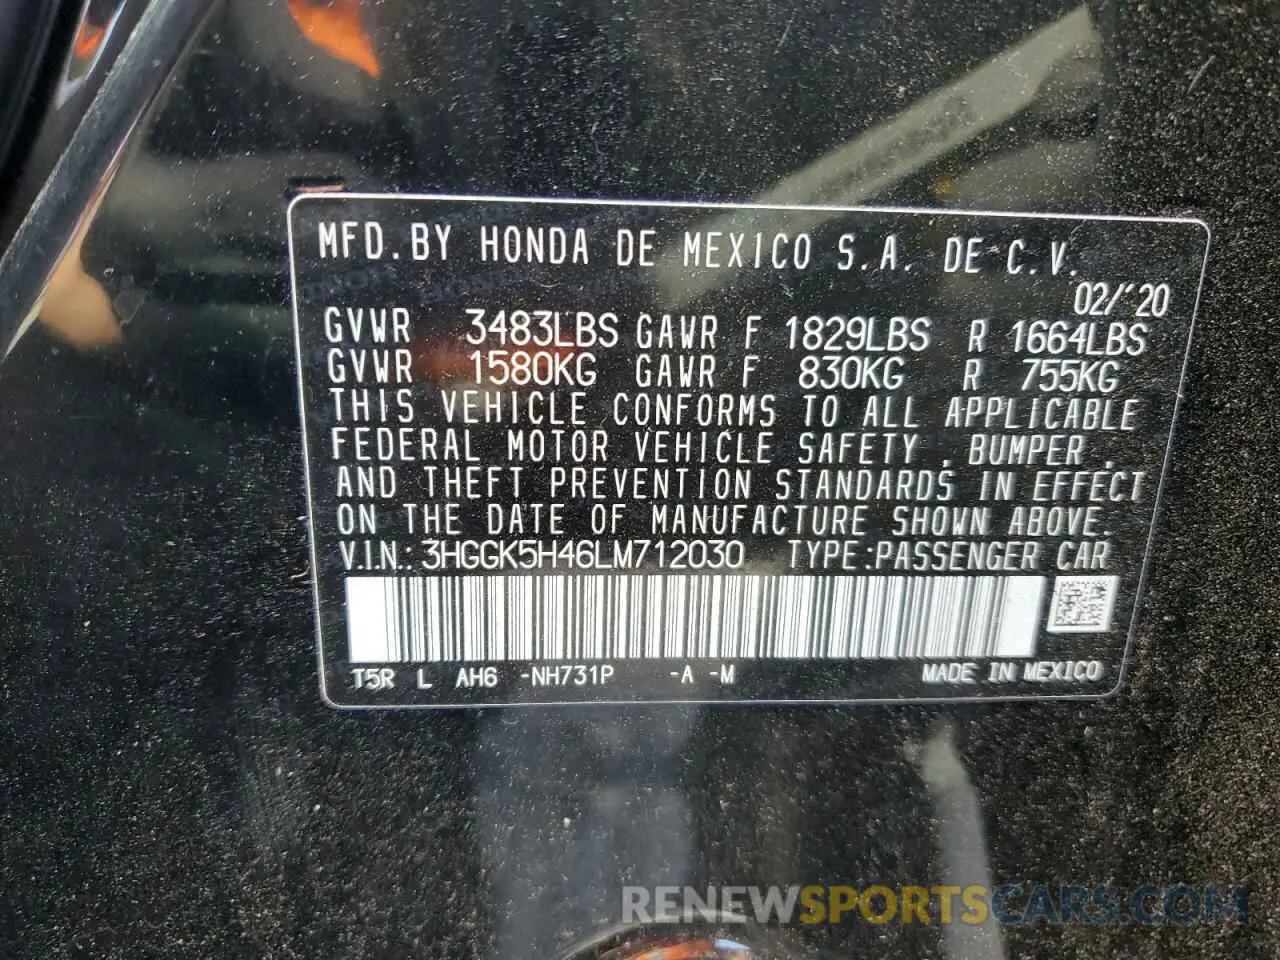 MFD.BY HONDA DE MEXICO S.A. DE C.V.
02/'20
GVWR 3483LBS GAWR F 1829LBS R 1664LBS
GVWR 1580KG GAWR F 830KG R 755KG
THIS VEHICLE CONFORMS TO ALL APPLICABLE
FEDERAL MOTOR VEHICLE SAFETY , BUMPER ,
AND THEFT PREVENTION STANDARDS IN EFFECT
ON THE DATE OF MANUFACTURE SHOWN ABOVE.
V.I.N.: 3HGGK5H46LM712030 TYPE:PASSENGER CAR
T5R L AH6 -NH731P -A -M MADE IN MEXICO
RENEWSPORTSCARS.COM